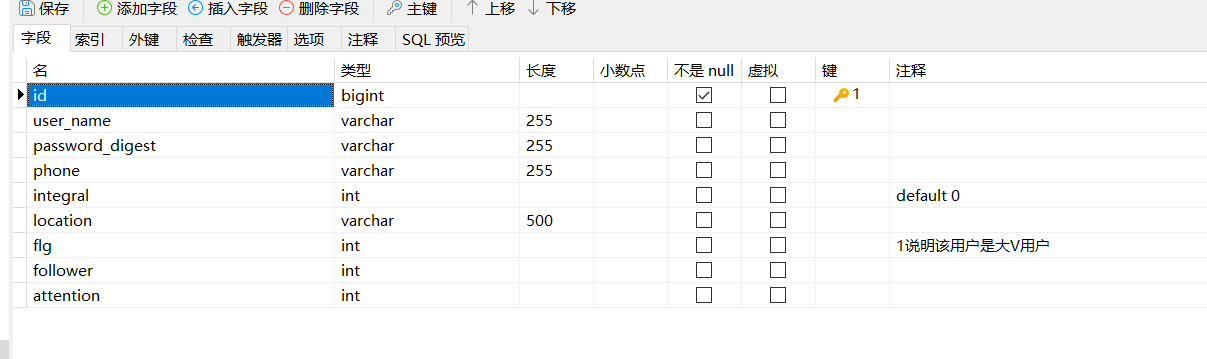 保存 添加字段 插入字段 删除字段 主键 上移 下移
字段 索引 外键 检查 触发器 选项 注释 SQL 预览
名 类型 长度 小数点 不是 null 虚拟 键 注释
id bigint 1
user_name varchar 255
password_digest varchar 255
phone varchar 255
integral int default 0
location varchar 500
flg int 1说明该用户是大V用户
follower int
attention int